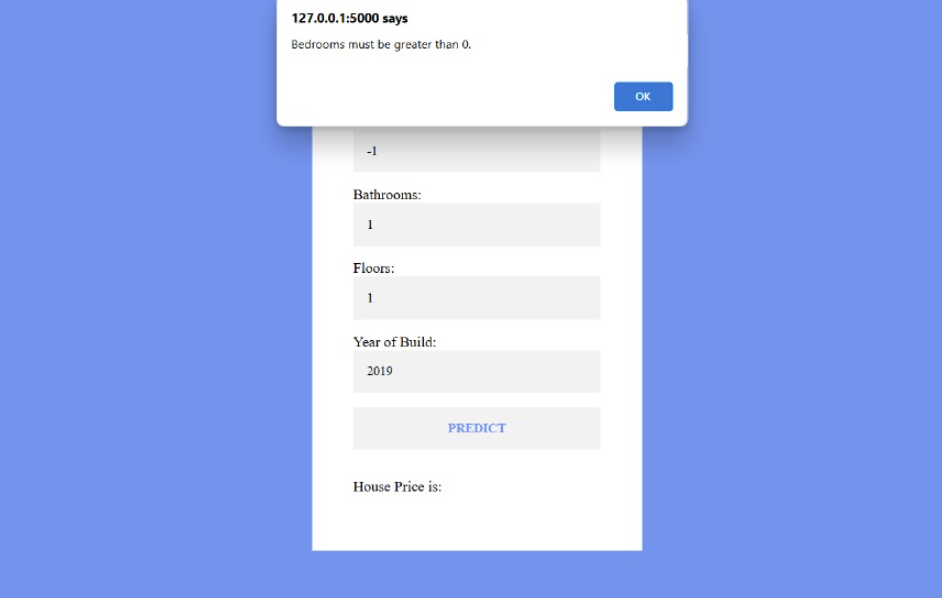 127.0.0.1:5000 says
Bedrooms must be greater than 0.
OK
-1
Bathrooms:
1
Floors:
1
Year of Build:
2019
PREDICT
House Price is: